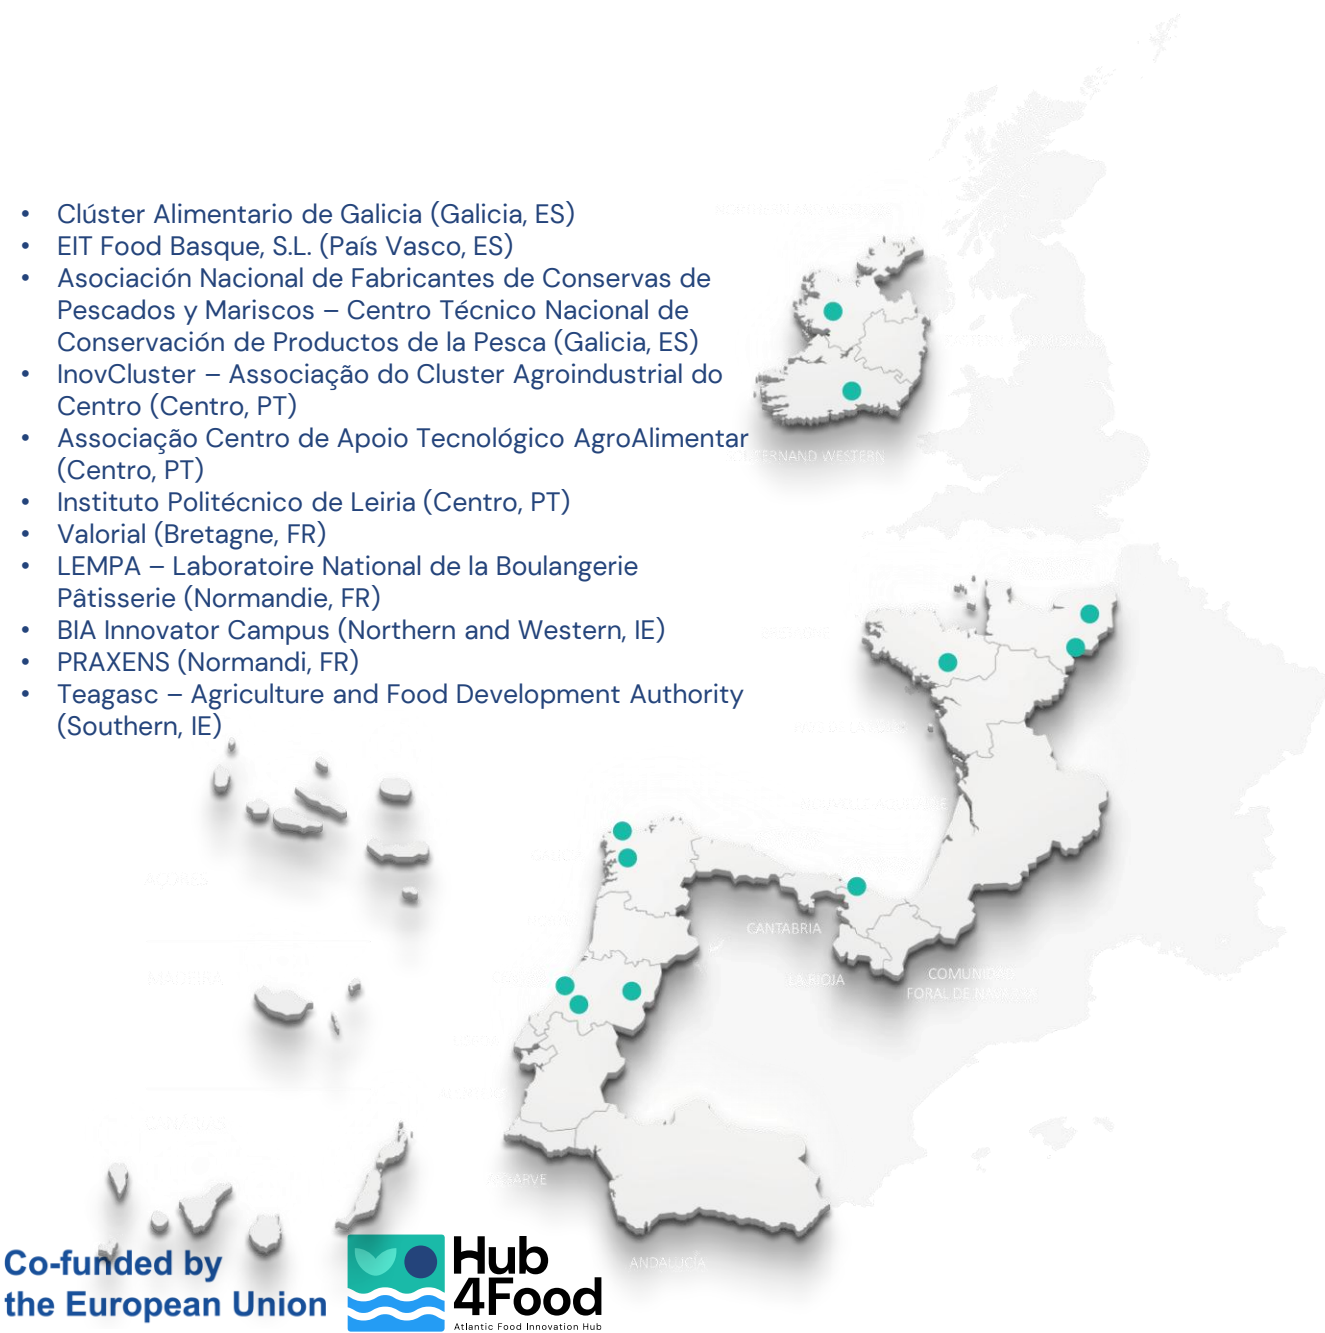 • Clúster Alimentario de Galicia (Galicia, ES)
• EIT Food Basque, S.L. (País Vasco, ES)
• Asociación Nacional de Fabricantes de Conservas de
Pescados y Mariscos – Centro Técnico Nacional de
Conservación de Productos de la Pesca (Galicia, ES)
• InovCluster – Associação do Cluster Agroindustrial do
Centro (Centro, PT)
• Associação Centro de Apoio Tecnológico AgroAlimentar
(Centro, PT)
• Instituto Politécnico de Leiria (Centro, PT)
• Valorial (Bretagne, FR)
• LEMPA – Laboratoire National de la Boulangerie
Pâtisserie (Normandie, FR)
• BIA Innovator Campus (Northern and Western, IE)
• PRAXENS (Normandi, FR)
• Teagasc – Agriculture and Food Development Authority
(Southern, IE)
WESTERN
AÇORES
CANTABRIA
LA RIOJA
COMUNIDAD
FORAL DE NAVARRA
ANDALUCÍA
Co-funded by
the European Union
Hub
4Food
Atlantic Food Innovation Hub